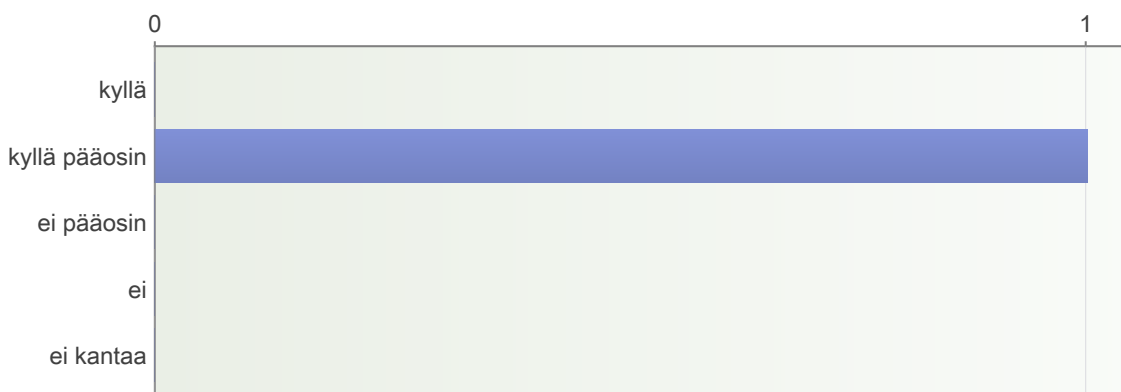 0 1
kyllä
kyllä pääosin
ei pääosin
ei
ei kantaa